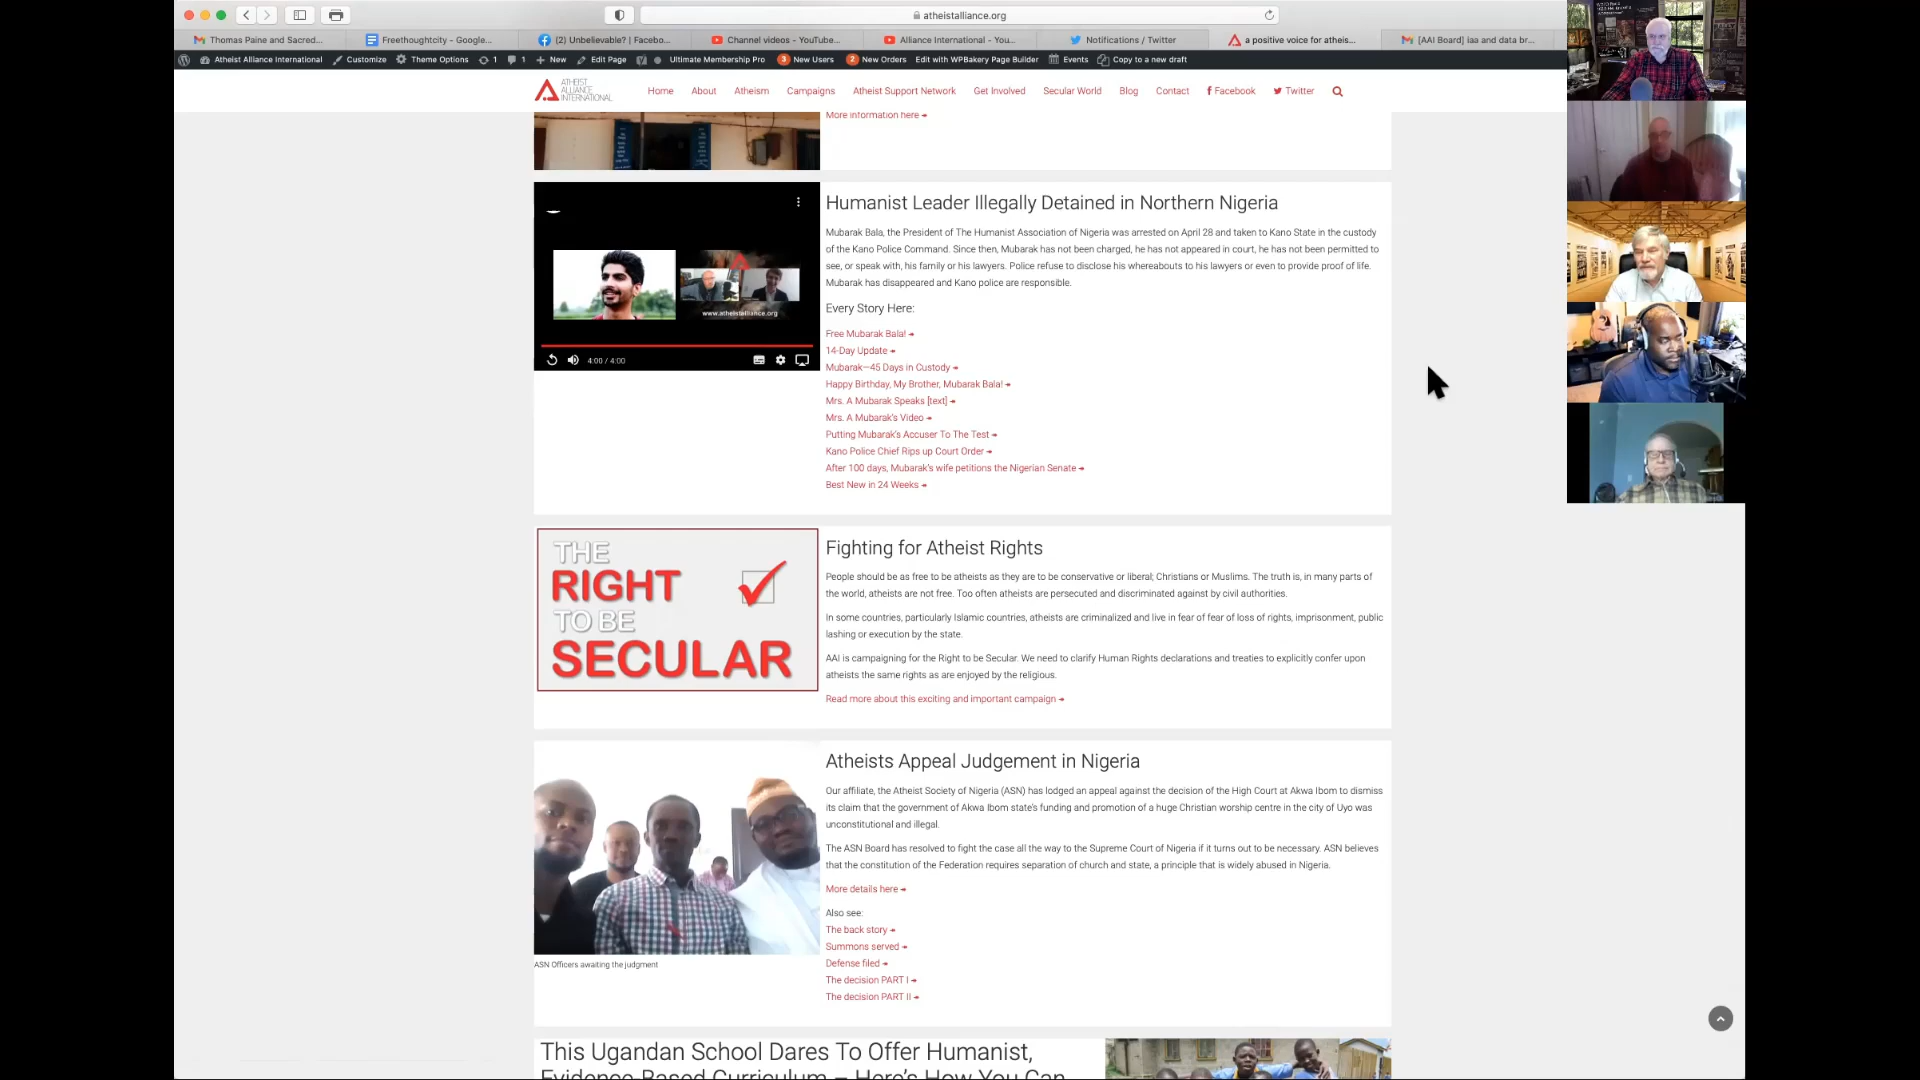 atheistalliance.org
Thomas Paine and Sacred...
Freethoughtcity - Google...
(2) Unbelievable? | Facebo...
Channel videos - YouTube...
Alliance International - You...
Notifications / Twitter
a positive voice for atheis...
[AAI Board] iaa and data br...
Atheist Alliance International
Customize
Theme Options
1
1
New
Edit Page
Ultimate Membership Pro
3 New Users
2 New Orders
Edit with WPBakery Page Builder
Events
Copy to a new draft
ATHEIST
ALLIANCE
INTERNATIONAL
Home
About
Atheism
Campaigns
Atheist Support Network
Get Involved
Secular World
Blog
Contact
Facebook
Twitter
More information here
www.atheistalliance.org
4:00 / 4:00
Humanist Leader Illegally Detained in Northern Nigeria
Mubarak Bala, the President of The Humanist Association of Nigeria was arrested on April 28 and taken to Kano State in the custody
of the Kano Police Command. Since then, Mubarak has not been charged, he has not appeared in court, he has not been permitted to
see, or speak with, his family or his lawyers. Police refuse to disclose his whereabouts to his lawyers or even to provide proof of life.
Mubarak has disappeared and Kano police are responsible.
Every Story Here:
Free Mubarak Bala!
14-Day Update
Mubarak—45 Days in Custody
Happy Birthday, My Brother, Mubarak Bala!
Mrs. A Mubarak Speaks [text]
Mrs. A Mubarak's Video
Putting Mubarak's Accuser To The Test
Kano Police Chief Rips up Court Order
After 100 days, Mubarak's wife petitions the Nigerian Senate
Best New in 24 Weeks
THE
RIGHT
TO BE
SECULAR
Fighting for Atheist Rights
People should be as free to be atheists as they are to be conservative or liberal; Christians or Muslims. The truth is, in many parts of
the world, atheists are not free. Too often atheists are persecuted and discriminated against by civil authorities.
In some countries, particularly Islamic countries, atheists are criminalized and live in fear of fear of loss of rights, imprisonment, public
lashing or execution by the state.
AAI is campaigning for the Right to be Secular. We need to clarify Human Rights declarations and treaties to explicitly confer upon
atheists the same rights as are enjoyed by the religious.
Read more about this exciting and important campaign
ASN Officers awaiting the judgment
Atheists Appeal Judgement in Nigeria
Our affiliate, the Atheist Society of Nigeria (ASN) has lodged an appeal against the decision of the High Court at Akwa Ibom to dismiss
its claim that the government of Akwa Ibom state's funding and promotion of a huge Christian worship centre in the city of Uyo was
unconstitutional and illegal.
The ASN Board has resolved to fight the case all the way to the Supreme Court of Nigeria if it turns out to be necessary. ASN believes
that the constitution of the Federation requires separation of church and state, a principle that is widely abused in Nigeria.
More details here
Also see:
The back story
Summons served
Defense filed
The decision PART I
The decision PART II
This Ugandan School Dares To Offer Humanist,
Evidence-Based Curriculum – Here's How You Can